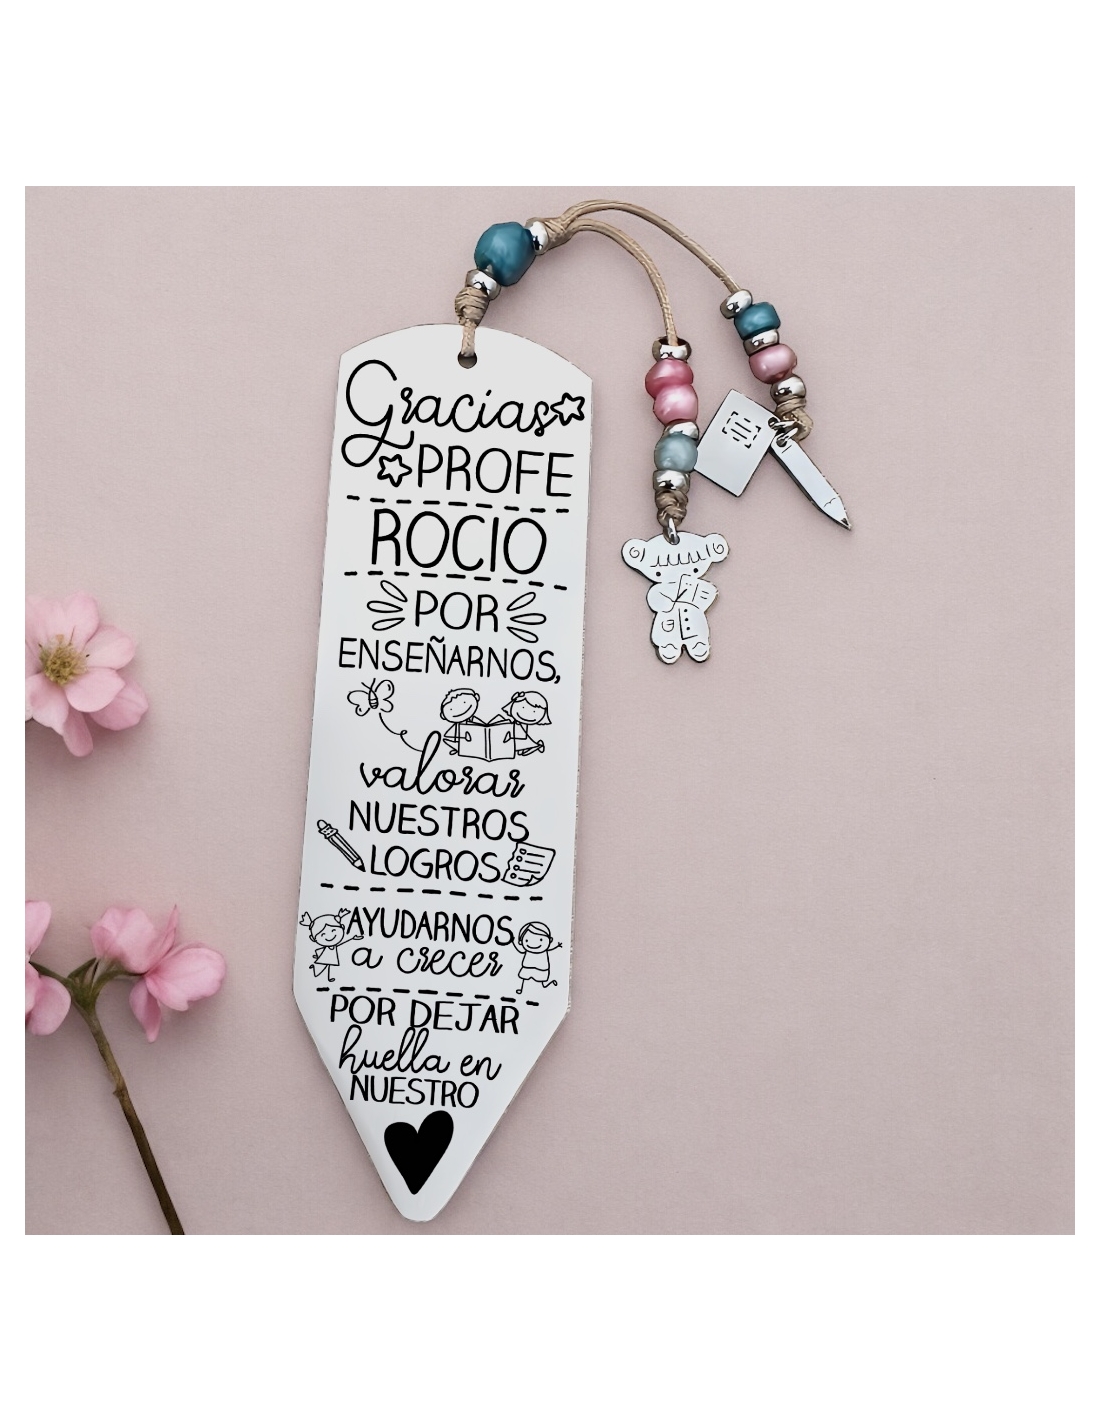 Gracias
PROFE
ROCIO
POR
ENSEÑARNOS,
valorar
NUESTROS
LOGROS
AYUDARNOS
a crecer
POR DEJAR
huella en
NUESTRO